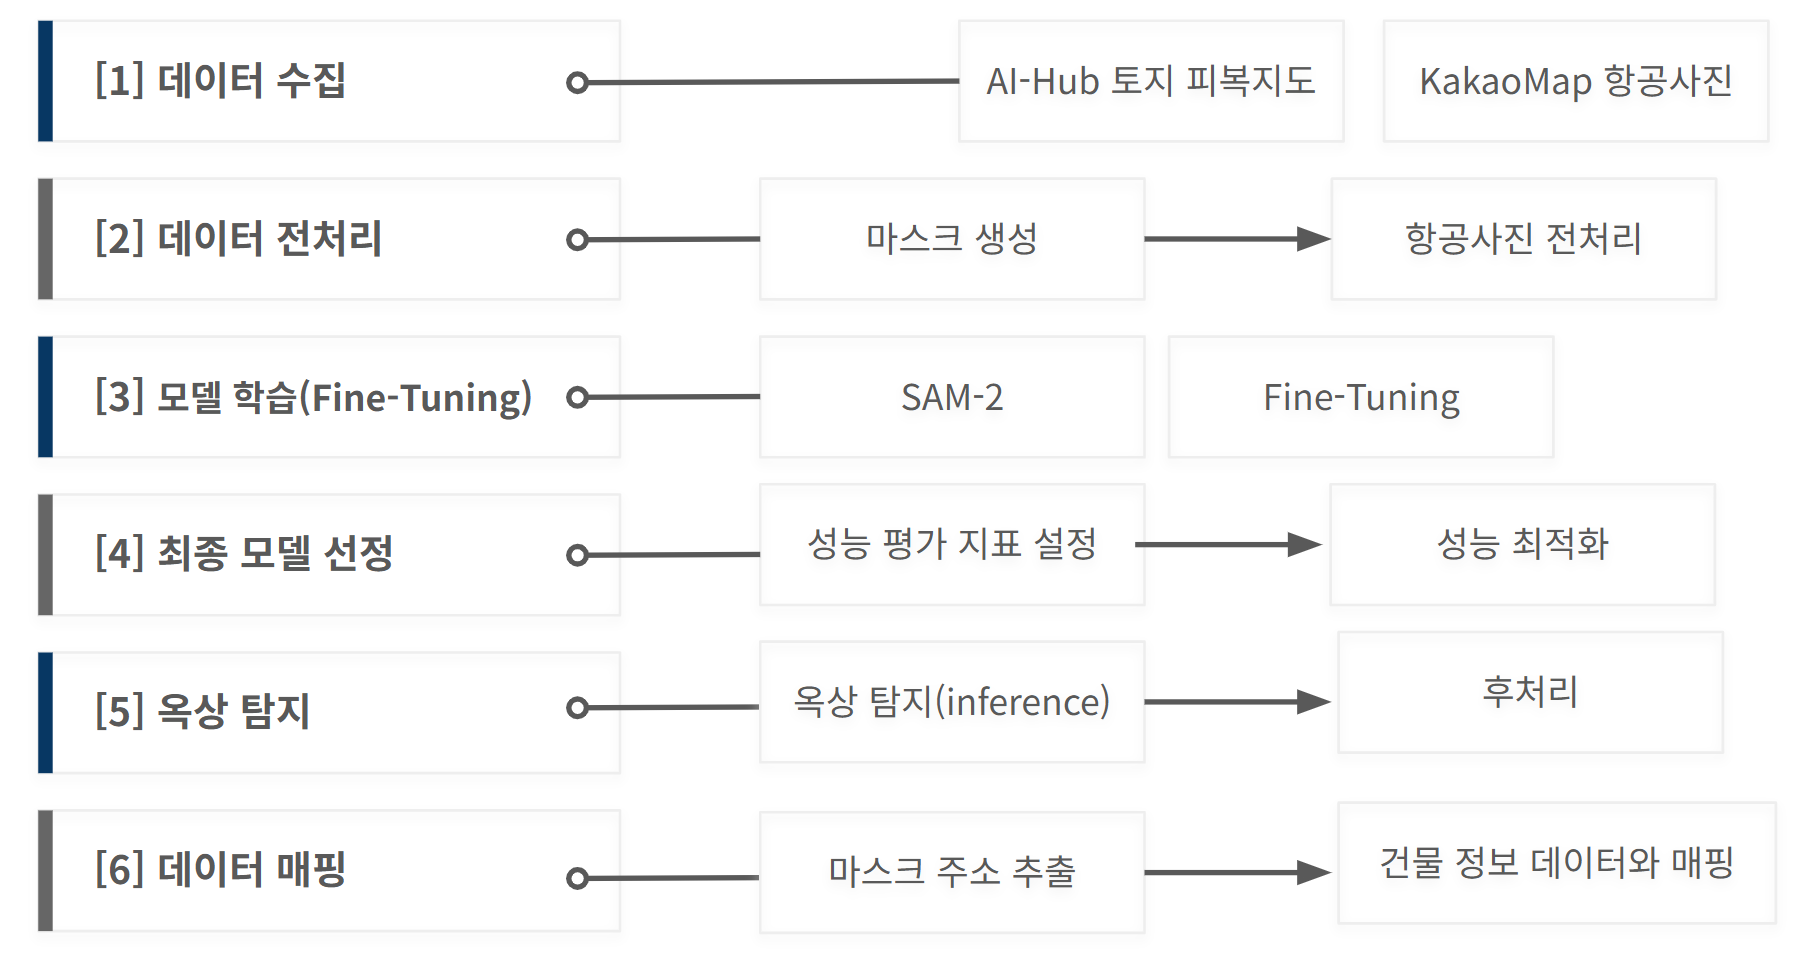 [1] 데이터 수집
AI-Hub 토지 피복지도
KakaoMap 항공사진
[2] 데이터 전처리
마스크 생성
항공사진 전처리
[3] 모델 학습(Fine-Tuning)
SAM-2
Fine-Tuning
[4] 최종 모델 선정
성능 평가 지표 설정
성능 최적화
[5] 옥상 탐지
옥상 탐지(inference)
후처리
[6] 데이터 매핑
마스크 주소 추출
건물 정보 데이터와 매핑